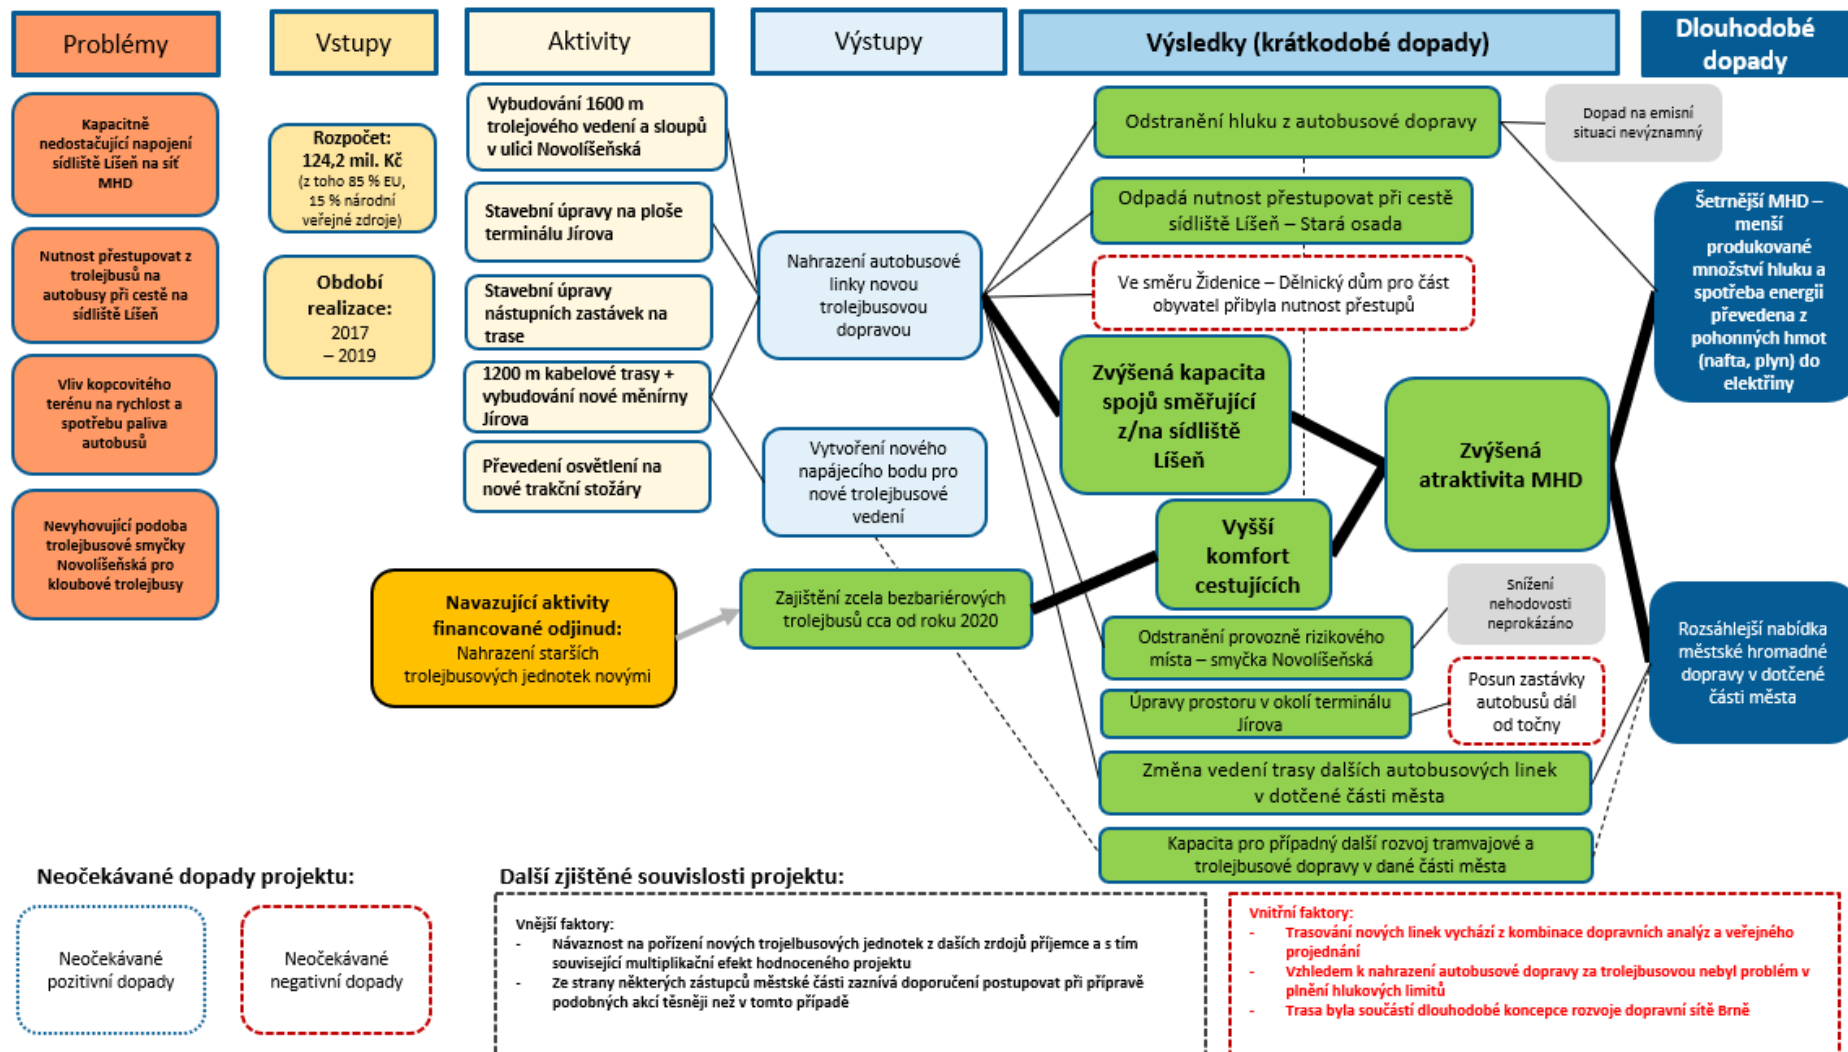 Problémy
Vstupy
Aktivity
Výstupy
Výsledky (krátkodobé dopady)
Dlouhodobé
dopady
Kapacitně
nedostačující napojení
sídliště Líšeň na síť
MHD
Nutnost přestupovat z
trolejbusů na
autobusy při cestě na
sídliště Líšeň
Vliv kopcovitého
terénu na rychlost a
spotřebu paliva
autobusů
Nevyhovující podoba
trolejbusové smyčky
Novolíšeňská pro
kloubové trolejbusy
Rozpočet:
124,2 mil. Kč
(z toho 85 % EU,
15 % národní
veřejné zdroje)
Období
realizace:
2017
– 2019
Vybudování 1600 m
trolejového vedení a sloupů
v ulici Novolíšeňská
Stavební úpravy na ploše
terminálu Jírova
Stavební úpravy
nástupních zastávek na
trase
1200 m kabelové trasy +
vybudování nové měnírny
Jírova
Převedení osvětlení na
nové trakční stožáry
Navazující aktivity
financované odjinud:
Nahrazení starších
trolejbusových jednotek novými
Nahrazení autobusové
linky novou
trolejbusovou
dopravou
Vytvoření nového
napájecího bodu pro
nové trolejbusové
vedení
Zajištění zcela bezbariérových
trolejbusů cca od roku 2020
Odstranění hluku z autobusové dopravy
Odpadá nutnost přestupovat při cestě
sídliště Líšeň – Stará osada
Ve směru Židenice – Dělnický dům pro část
obyvatel přibyla nutnost přestupů
Zvýšená kapacita
spojů směřující
z/na sídliště
Líšeň
Vyšší
komfort
cestujících
Odstranění provozně rizikového
místa – smyčka Novolíšeňská
Úpravy prostoru v okolí terminálu
Jírova
Změna vedení trasy dalších autobusových linek
v dotčené části města
Kapacita pro případný další rozvoj tramvajové a
trolejbusové dopravy v dané části města
Zvýšená
atraktivita MHD
Dopad na emisní
situaci nevýznamný
Snížení
nehodovosti
neprokázáno
Posun zastávky
autobusů dál
od točny
Šetrnější MHD –
menší
produkované
množství hluku a
spotřeba energii
převedena z
pohonných hmot
(nafta, plyn) do
elektřiny
Rozsáhlejší nabídka
městské hromadné
dopravy v dotčené
části města
Neočekávané dopady projektu:
Neočekávané
pozitivní dopady
Neočekávané
negativní dopady
Další zjištěné souvislosti projektu:
Vnější faktory:
- Návaznost na pořízení nových trojelbusových jednotek z daších zrdojů příjemce a s tím
související multiplikační efekt hodnoceného projektu
- Ze strany některých zástupců městské části zaznívá doporučení postupovat při přípravě
podobných akcí těsněji než v tomto případě
Vnitřní faktory:
- Trasování nových linek vychází z kombinace dopravních analýz a veřejného
projednání
- Vzhledem k nahrazení autobusové dopravy za trolejbusovou nebyl problém v
plnění hlukových limitů
- Trasa byla součástí dlouhodobé koncepce rozvoje dopravní sítě Brně